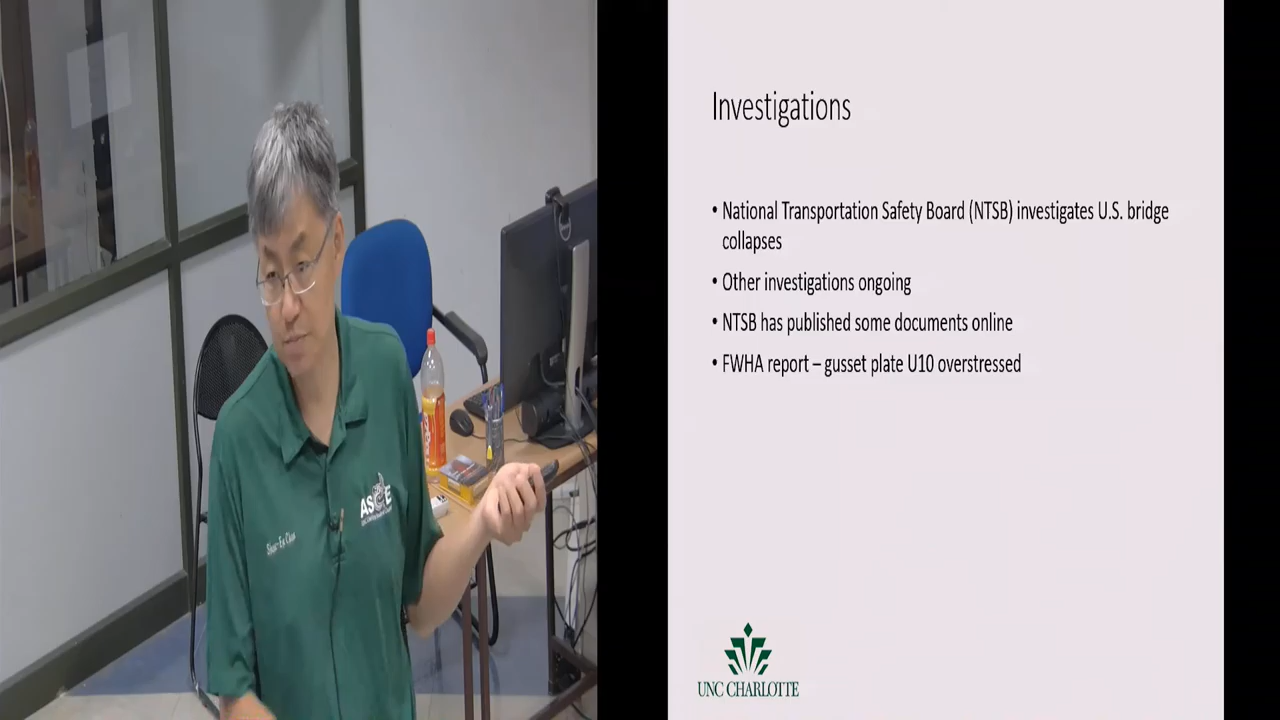 Investigations
• National Transportation Safety Board (NTSB) investigates U.S. bridge
collapses
• Other investigations ongoing
• NTSB has published some documents online
• FWHA report – gusset plate U10 overstressed
UNC CHARLOTTE
ASCE